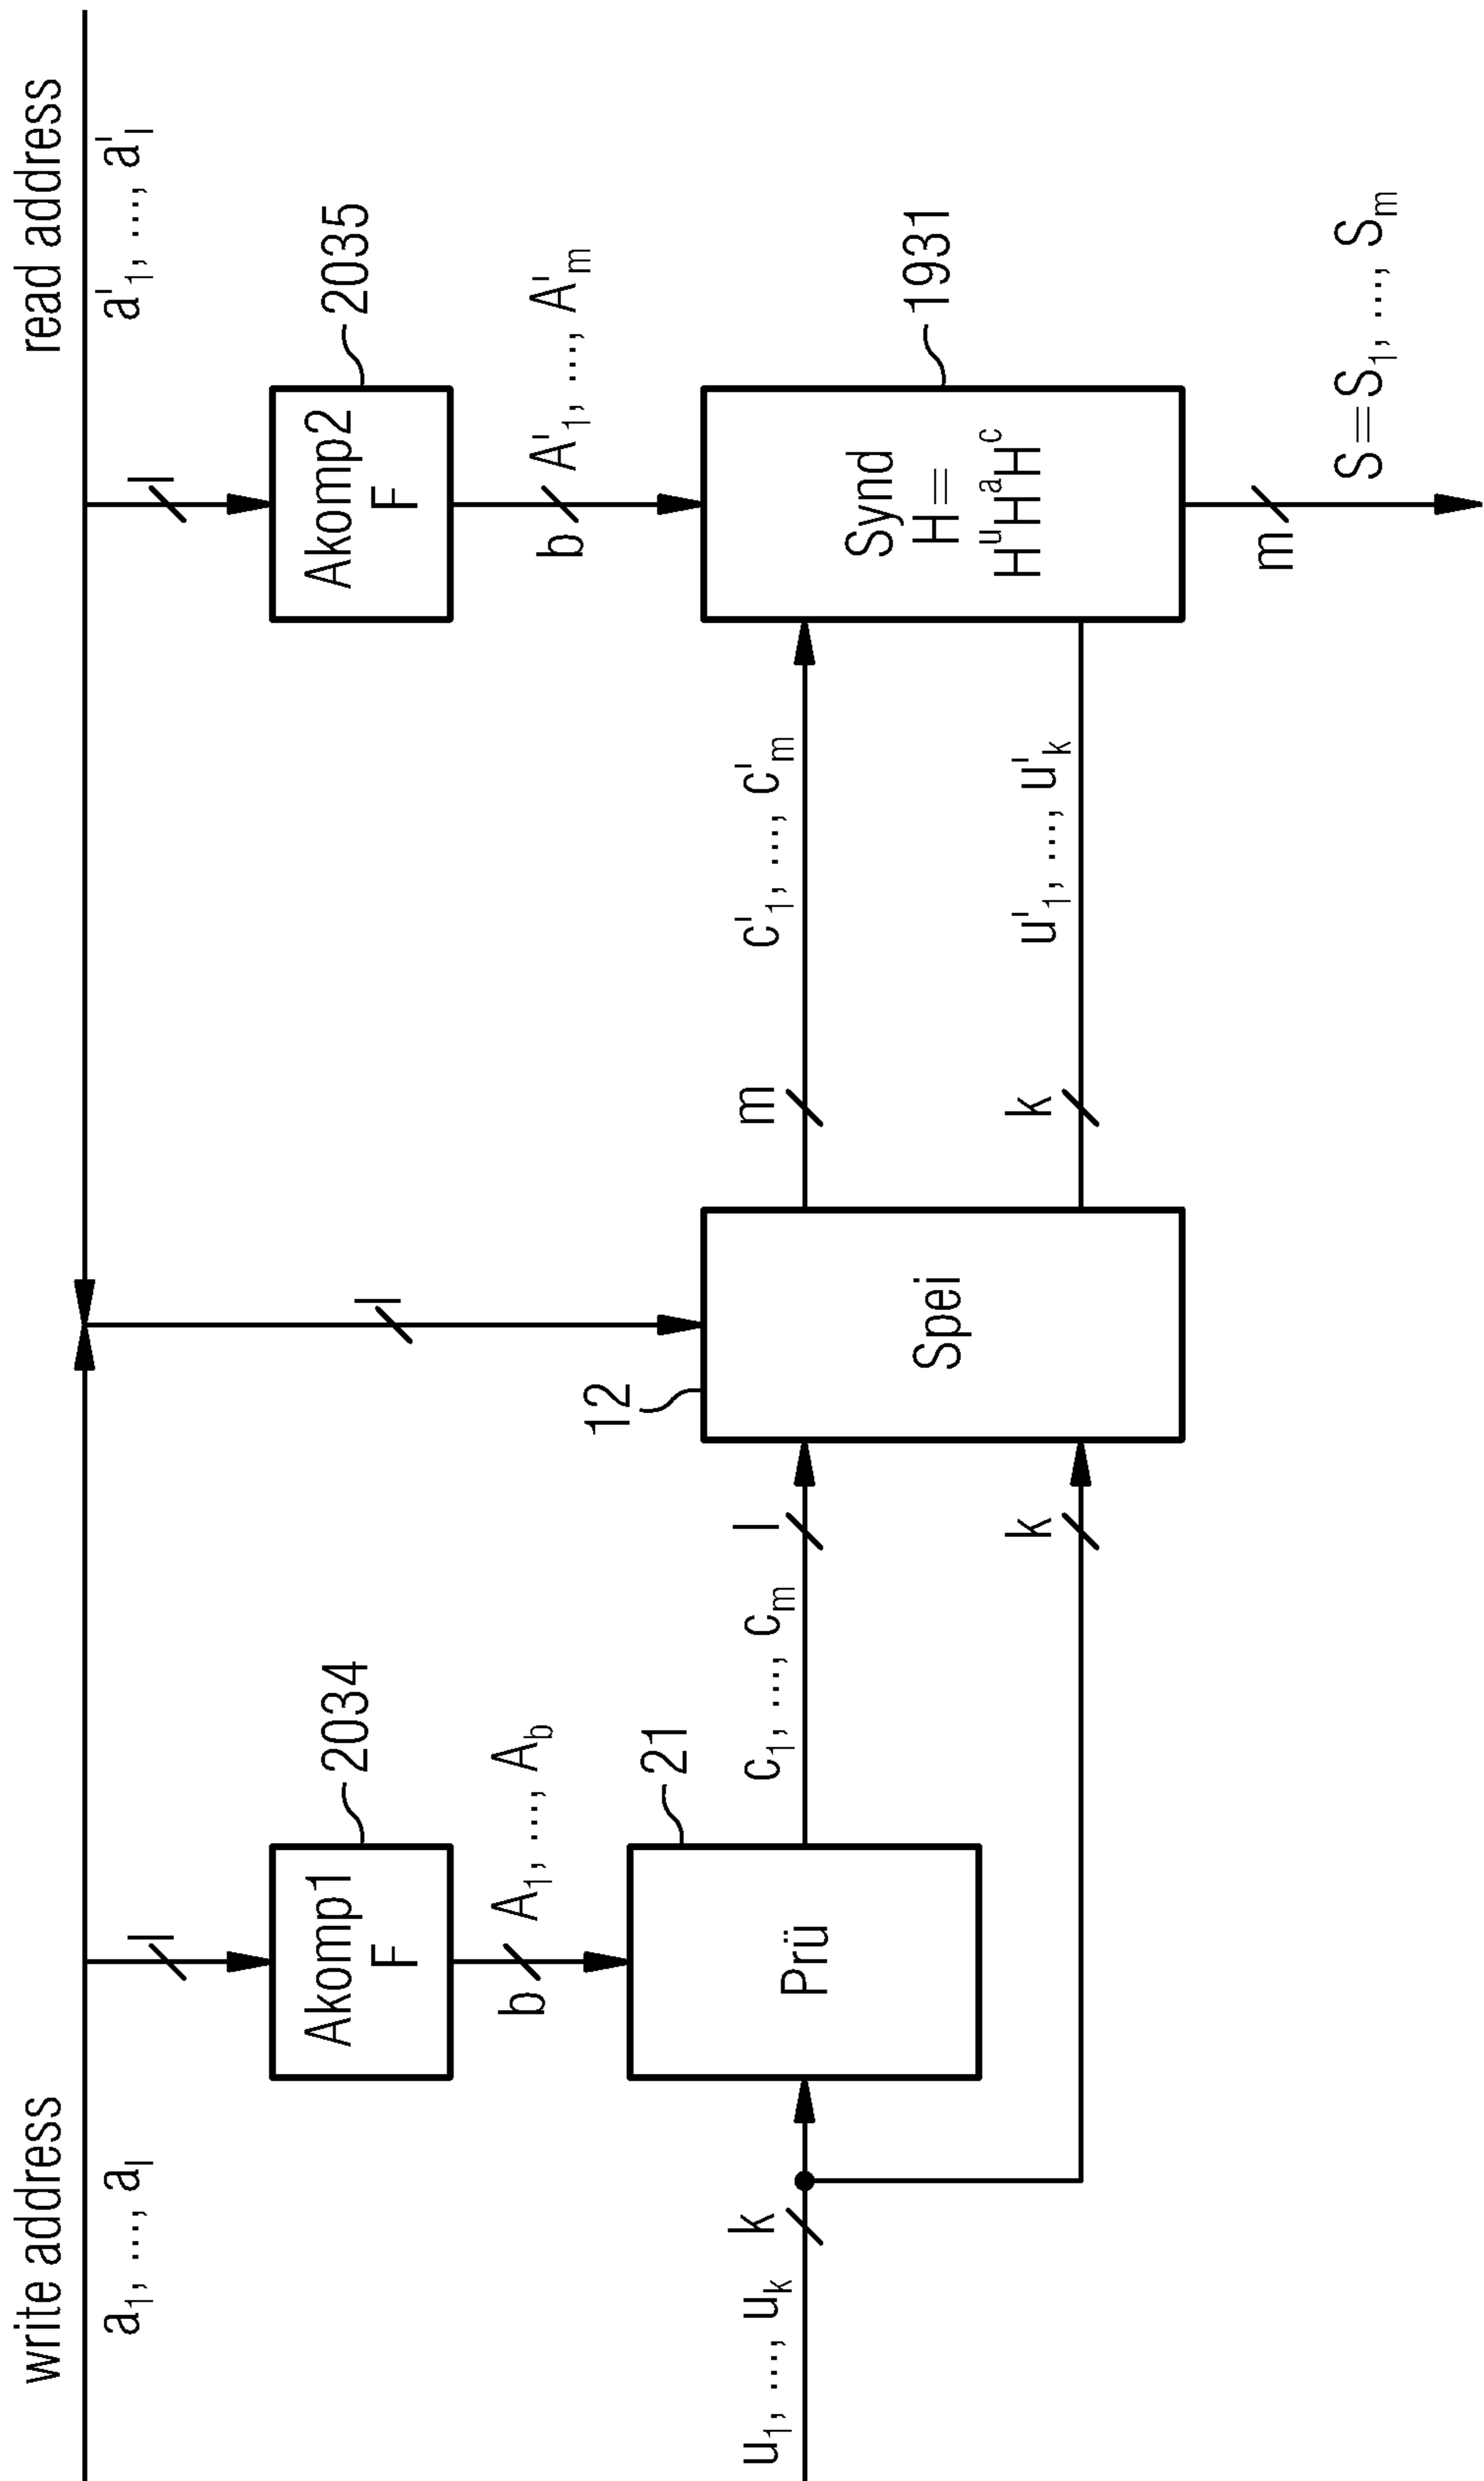 write address
read address
a₁, ..., aₗ
a'₁, ..., a'ₗ
l
l
l
Akomp1
F
2034
Akomp2
F
2035
b
A₁, ..., A_b
b
A'₁, ..., A'ₘ
12
21
u₁, ..., uₖ
k
Prü
c₁, ..., cₘ
l
k
Spei
m
c'₁, ..., c'ₘ
k
u'₁, ..., u'ₖ
Synd
H=
HᵘHᵃHᶜ
1931
m
S=S₁, ..., Sₘ